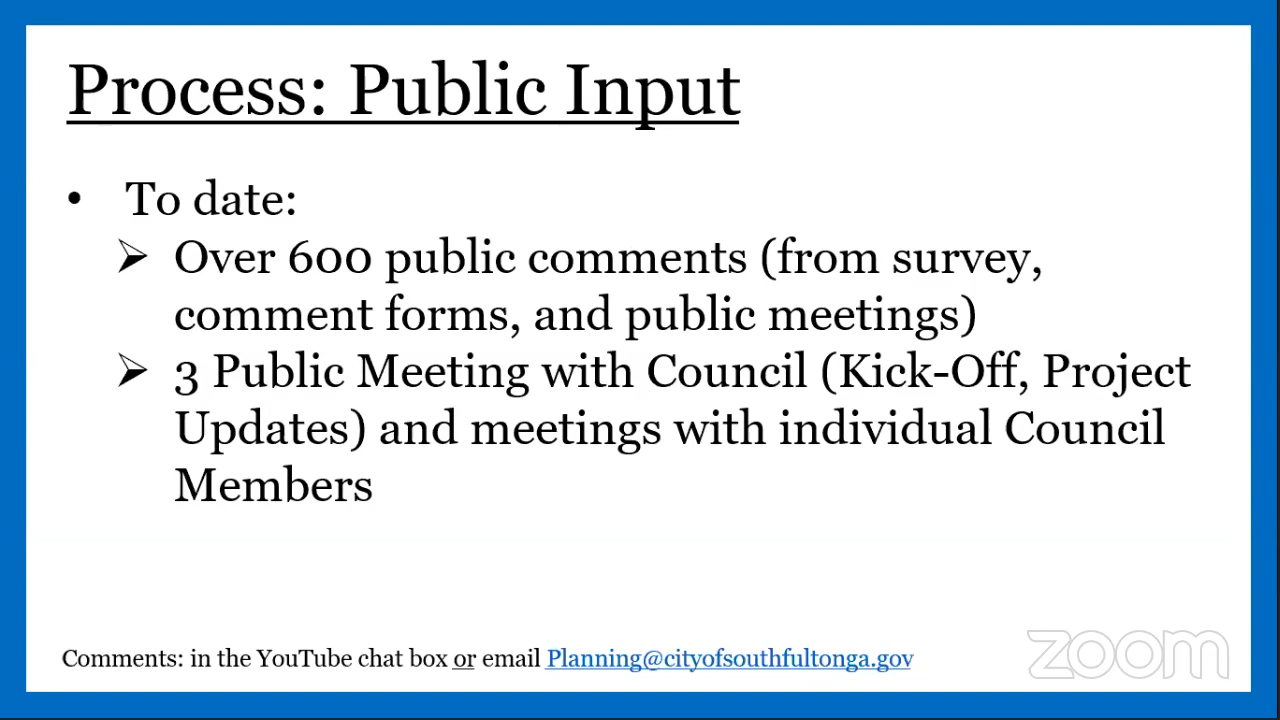 Process: Public Input
• To date:
➢ Over 600 public comments (from survey,
comment forms, and public meetings)
➢ 3 Public Meeting with Council (Kick-Off, Project
Updates) and meetings with individual Council
Members
Comments: in the YouTube chat box or email Planning@cityofsouthfultonga.gov
zoom